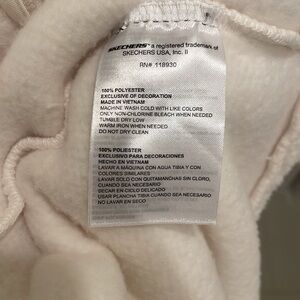 SKECHERS® a registered trademark of
SKECHERS USA, Inc. II
RN# 118930
100% POLYESTER
EXCLUSIVE OF DECORATION
MADE IN VIETNAM
MACHINE WASH COLD WITH LIKE COLORS
ONLY NON-CHLORINE BLEACH WHEN NEEDED
TUMBLE DRY LOW
WARM IRON WHEN NEEDED
DO NOT DRY CLEAN
100% POLIESTER
EXCLUSIVO PARA DECORACIONES
HECHO EN VIETNAM
LAVAR A MAQUINA CON AGUA TIBIA Y CON
COLORES SIMILARES
LAVAR SOLO CON QUITAMANCHAS SIN CLORO,
CUANDO SEA NECESARIO
SECAR EN CICLO DELICADO
USAR PLANCHA TIBIA CUANDO SEA NECESARIO
NO LAVAR EN SECO